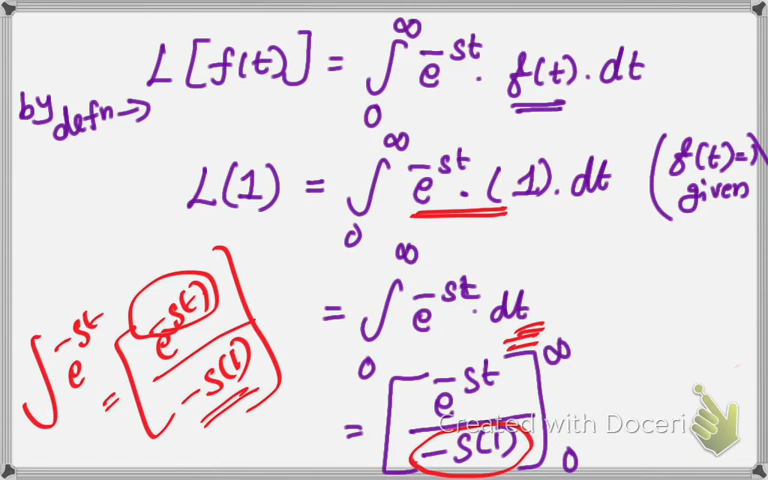 L[f(t)] = ∫₀^∞ e^-st . f(t) . dt
by defn →
L(1) = ∫₀^∞ e^-st . (1) . dt (f(t)=
given
= ∫₀^∞ e^-st . dt
= [e^-st / -s(1)]₀^∞
∫ e^-st = [e^-s(t) / -s(1)]
Created with Doceri